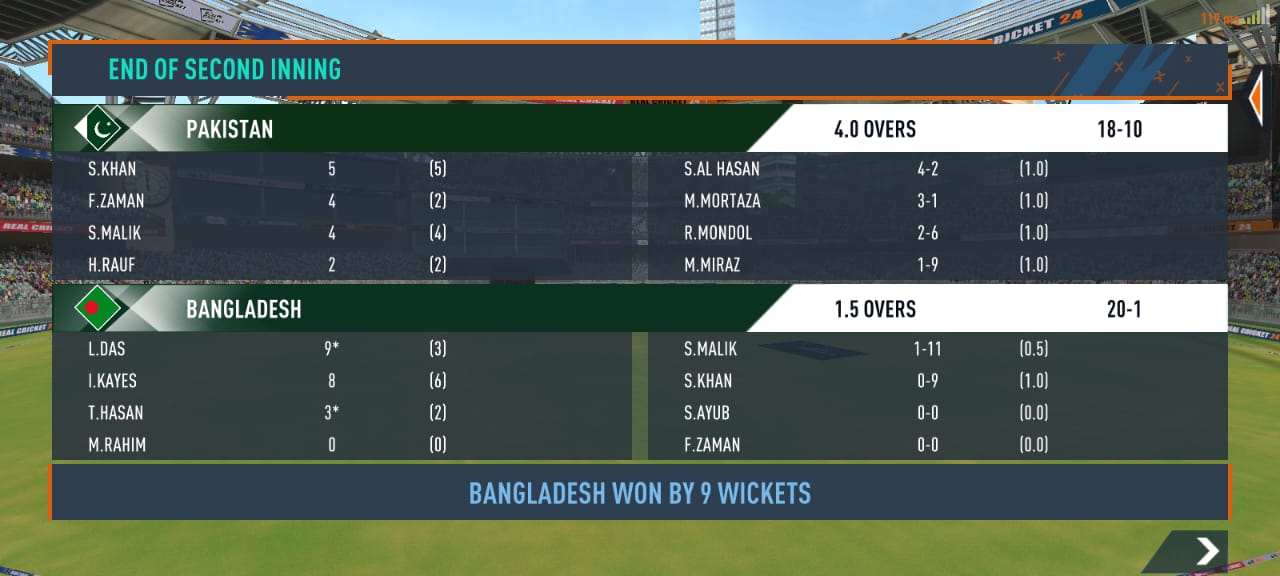 CRICKET 24
119 ms
END OF SECOND INNING
PAKISTAN 4.0 OVERS 18-10
S.KHAN 5 (5) S.AL HASAN 4-2 (1.0)
F.ZAMAN 4 (2) M.MORTAZA 3-1 (1.0)
S.MALIK 4 (4) R.MONDOL 2-6 (1.0)
H.RAUF 2 (2) M.MIRAZ 1-9 (1.0)
BANGLADESH 1.5 OVERS 20-1
L.DAS 9* (3) S.MALIK 1-11 (0.5)
I.KAYES 8 (6) S.KHAN 0-9 (1.0)
T.HASAN 3* (2) S.AYUB 0-0 (0.0)
M.RAHIM 0 (0) F.ZAMAN 0-0 (0.0)
BANGLADESH WON BY 9 WICKETS